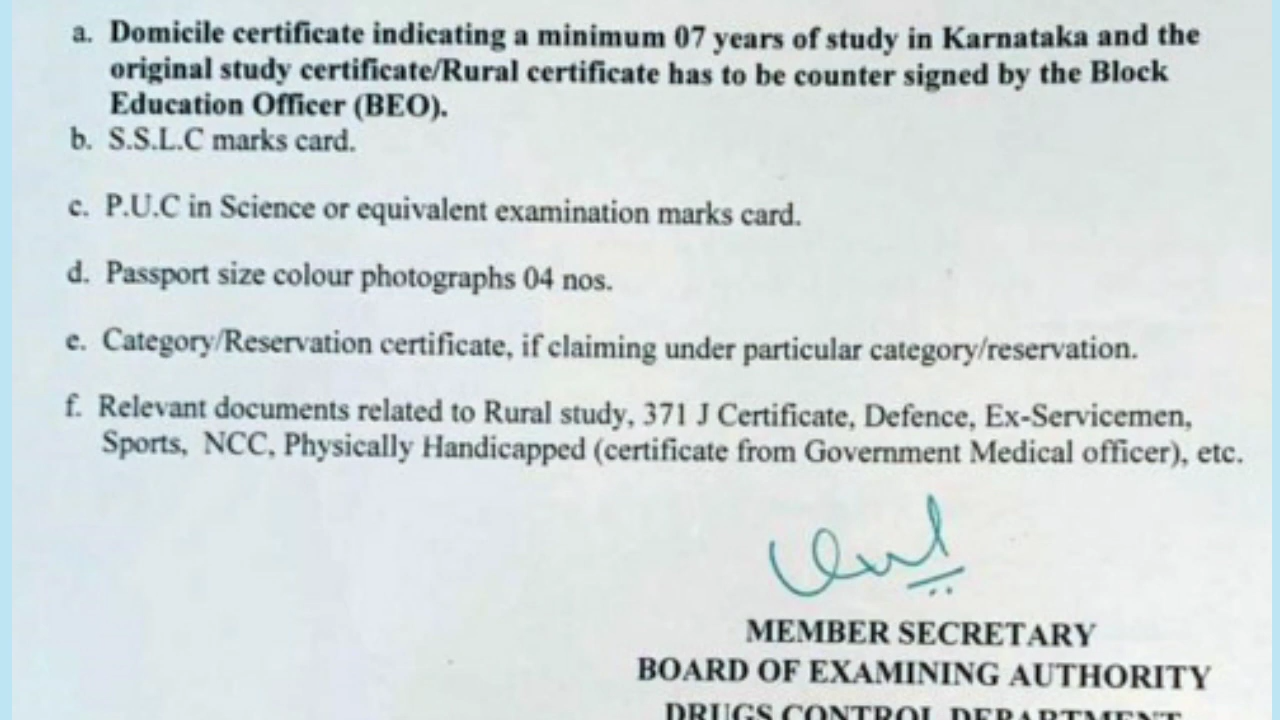 a. Domicile certificate indicating a minimum 07 years of study in Karnataka and the
original study certificate/Rural certificate has to be counter signed by the Block
Education Officer (BEO).
b. S.S.L.C marks card.
c. P.U.C in Science or equivalent examination marks card.
d. Passport size colour photographs 04 nos.
e. Category/Reservation certificate, if claiming under particular category/reservation.
f. Relevant documents related to Rural study, 371 J Certificate, Defence, Ex-Servicemen,
Sports, NCC, Physically Handicapped (certificate from Government Medical officer), etc.
MEMBER SECRETARY
BOARD OF EXAMINING AUTHORITY
DRUGS CONTROL DEPARTMENT